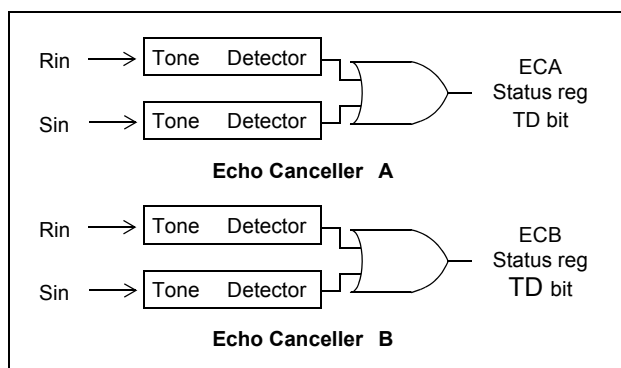 Rin
Tone Detector
Sin
Tone Detector
ECA
Status reg
TD bit
Echo Canceller A
Rin
Tone Detector
Sin
Tone Detector
ECB
Status reg
TD bit
Echo Canceller B